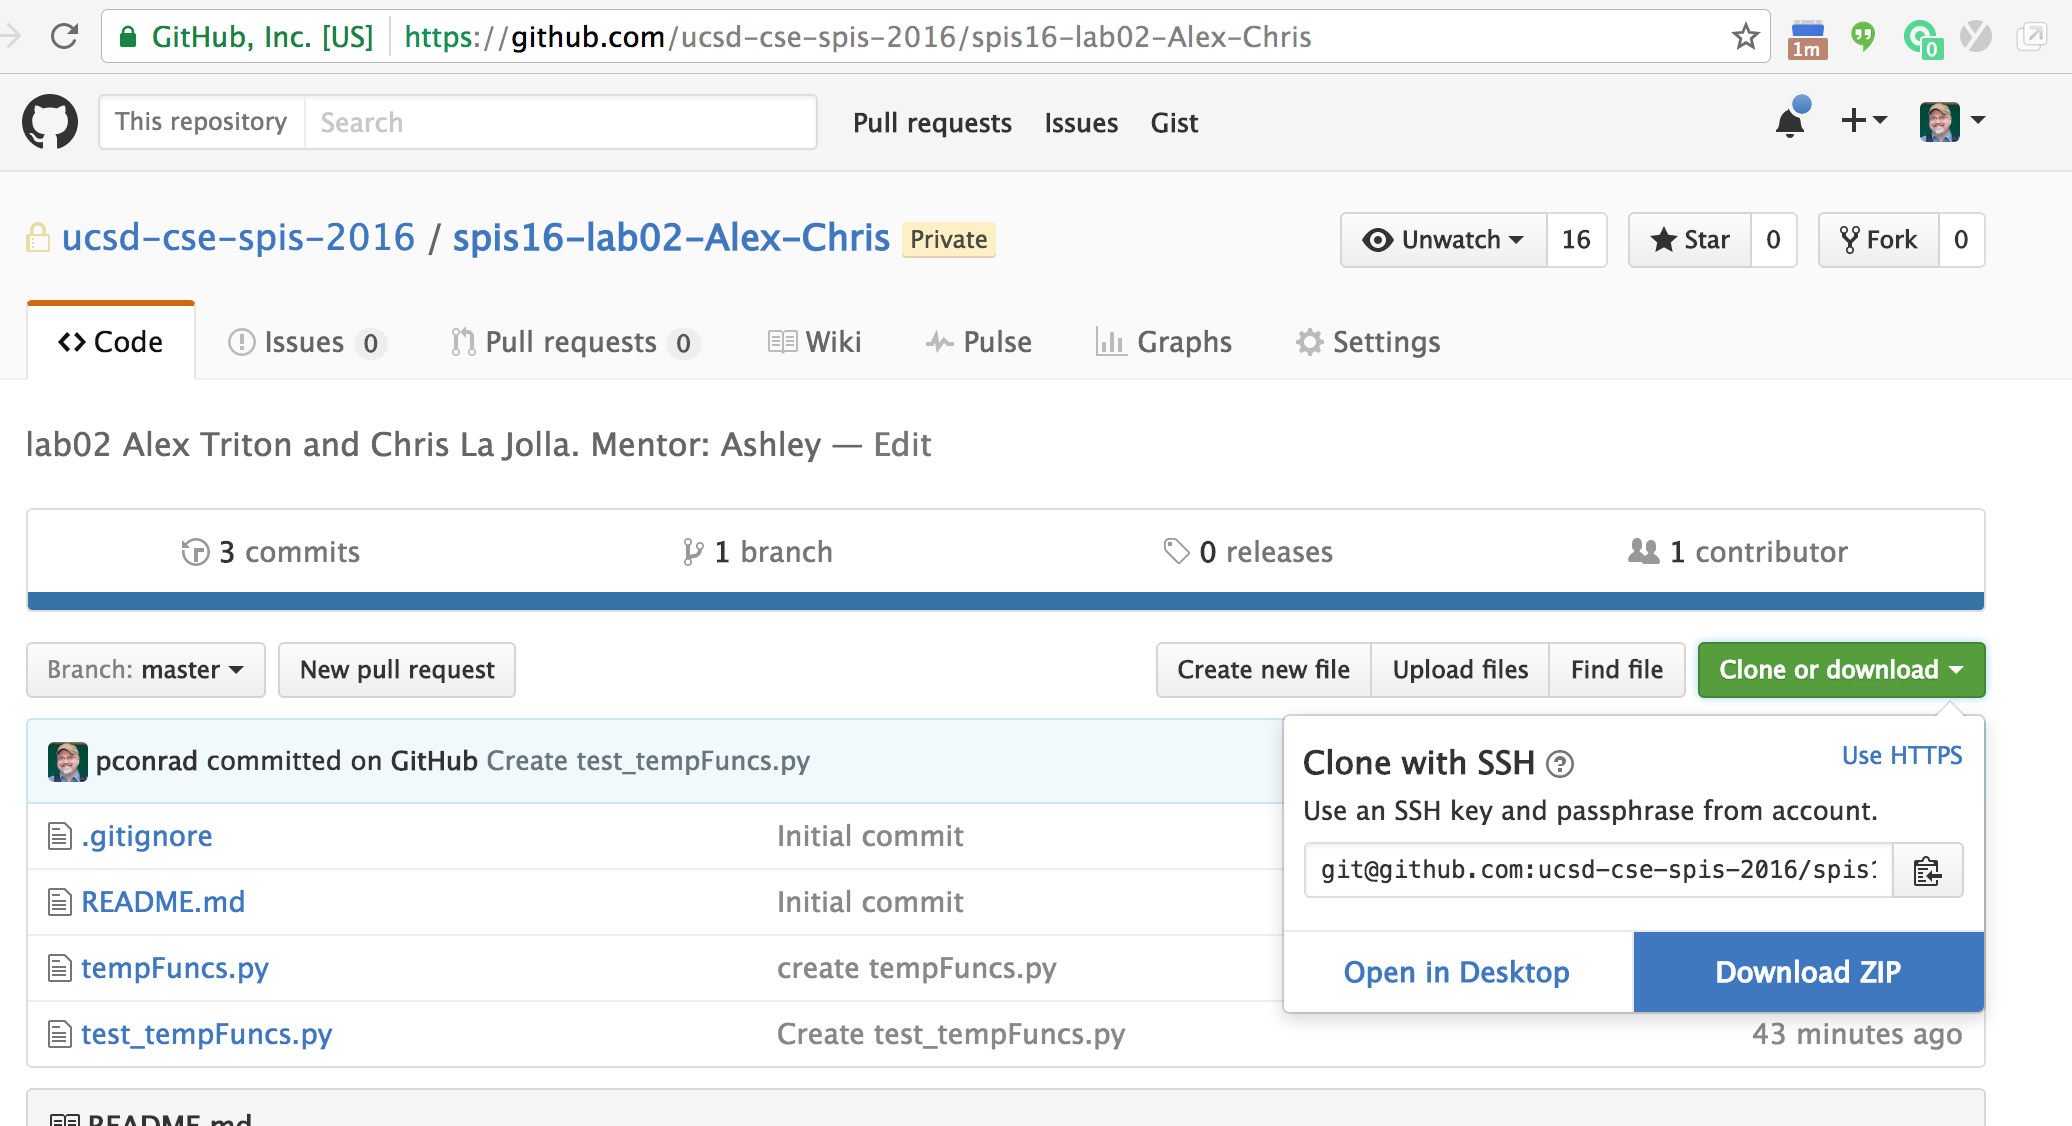 GitHub, Inc. [US] https://github.com/ucsd-cse-spis-2016/spis16-lab02-Alex-Chris
1m 0
This repository Search Pull requests Issues Gist
ucsd-cse-spis-2016 / spis16-lab02-Alex-Chris Private Unwatch 16 Star 0 Fork 0
Code Issues 0 Pull requests 0 Wiki Pulse Graphs Settings
lab02 Alex Triton and Chris La Jolla. Mentor: Ashley — Edit
3 commits 1 branch 0 releases 1 contributor
Branch: master New pull request Create new file Upload files Find file Clone or download
pconrad committed on GitHub Create test_tempFuncs.py
Clone with SSH ? Use HTTPS
Use an SSH key and passphrase from account.
.gitignore Initial commit
git@github.com:ucsd-cse-spis-2016/spis1
README.md Initial commit
tempFuncs.py create tempFuncs.py
Open in Desktop Download ZIP
test_tempFuncs.py Create test_tempFuncs.py 43 minutes ago
README.md